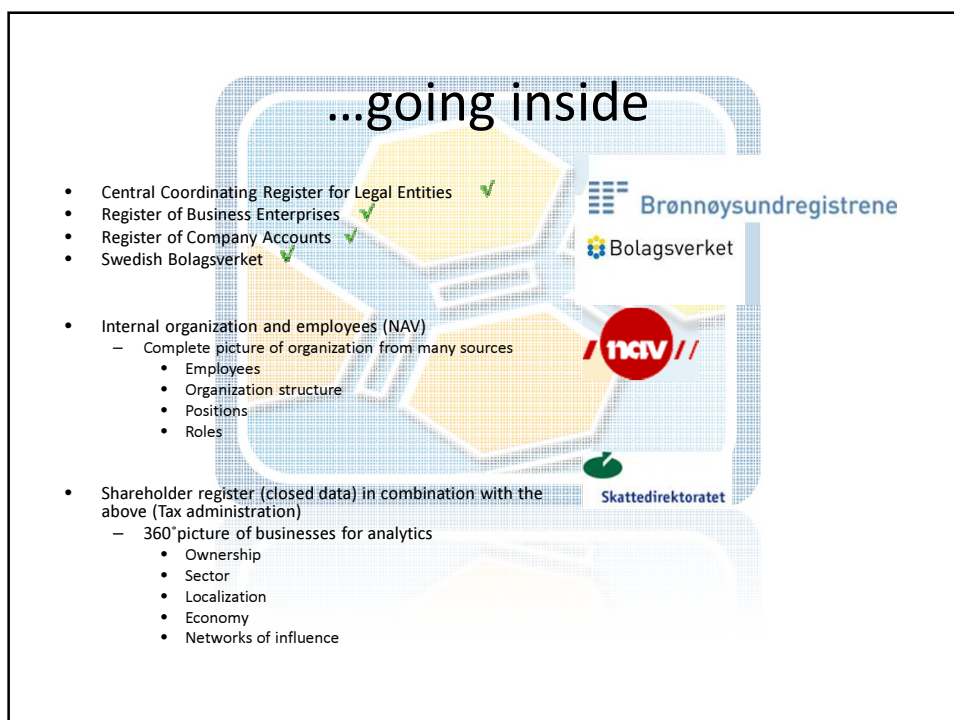 ...going inside
• Central Coordinating Register for Legal Entities √
• Register of Business Enterprises √
• Register of Company Accounts √
• Swedish Bolagsverket √
Brønnøysundregistrene
Bolagsverket
• Internal organization and employees (NAV)
– Complete picture of organization from many sources
• Employees
• Organization structure
• Positions
• Roles
/ nav //
• Shareholder register (closed data) in combination with the
above (Tax administration)
– 360˚picture of businesses for analytics
• Ownership
• Sector
• Localization
• Economy
• Networks of influence
Skattedirektoratet